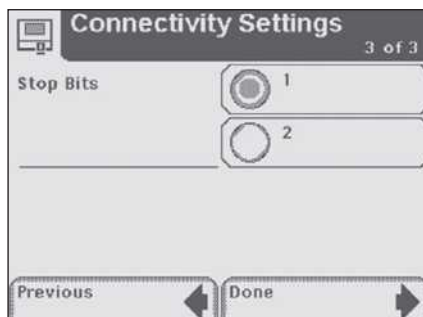 Connectivity Settings
3 of 3
Stop Bits
1
2
Previous
Done